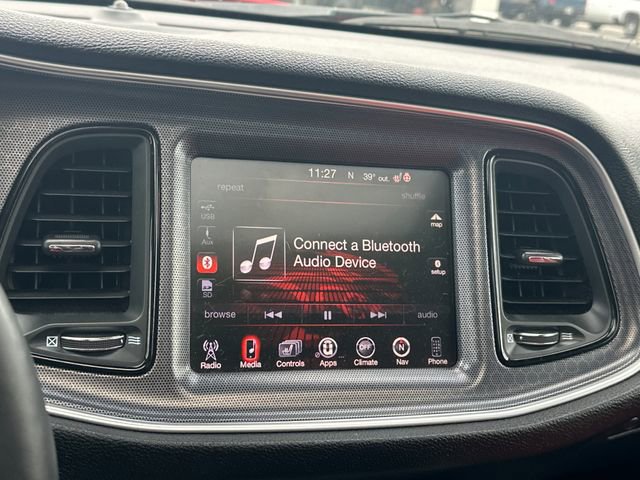 11:27 N 39° out
repeat shuffle
USB
map
Aux
Connect a Bluetooth
Audio Device
setup
SD
browse audio
OFF N
Radio Media Controls Apps Climate Nav Phone